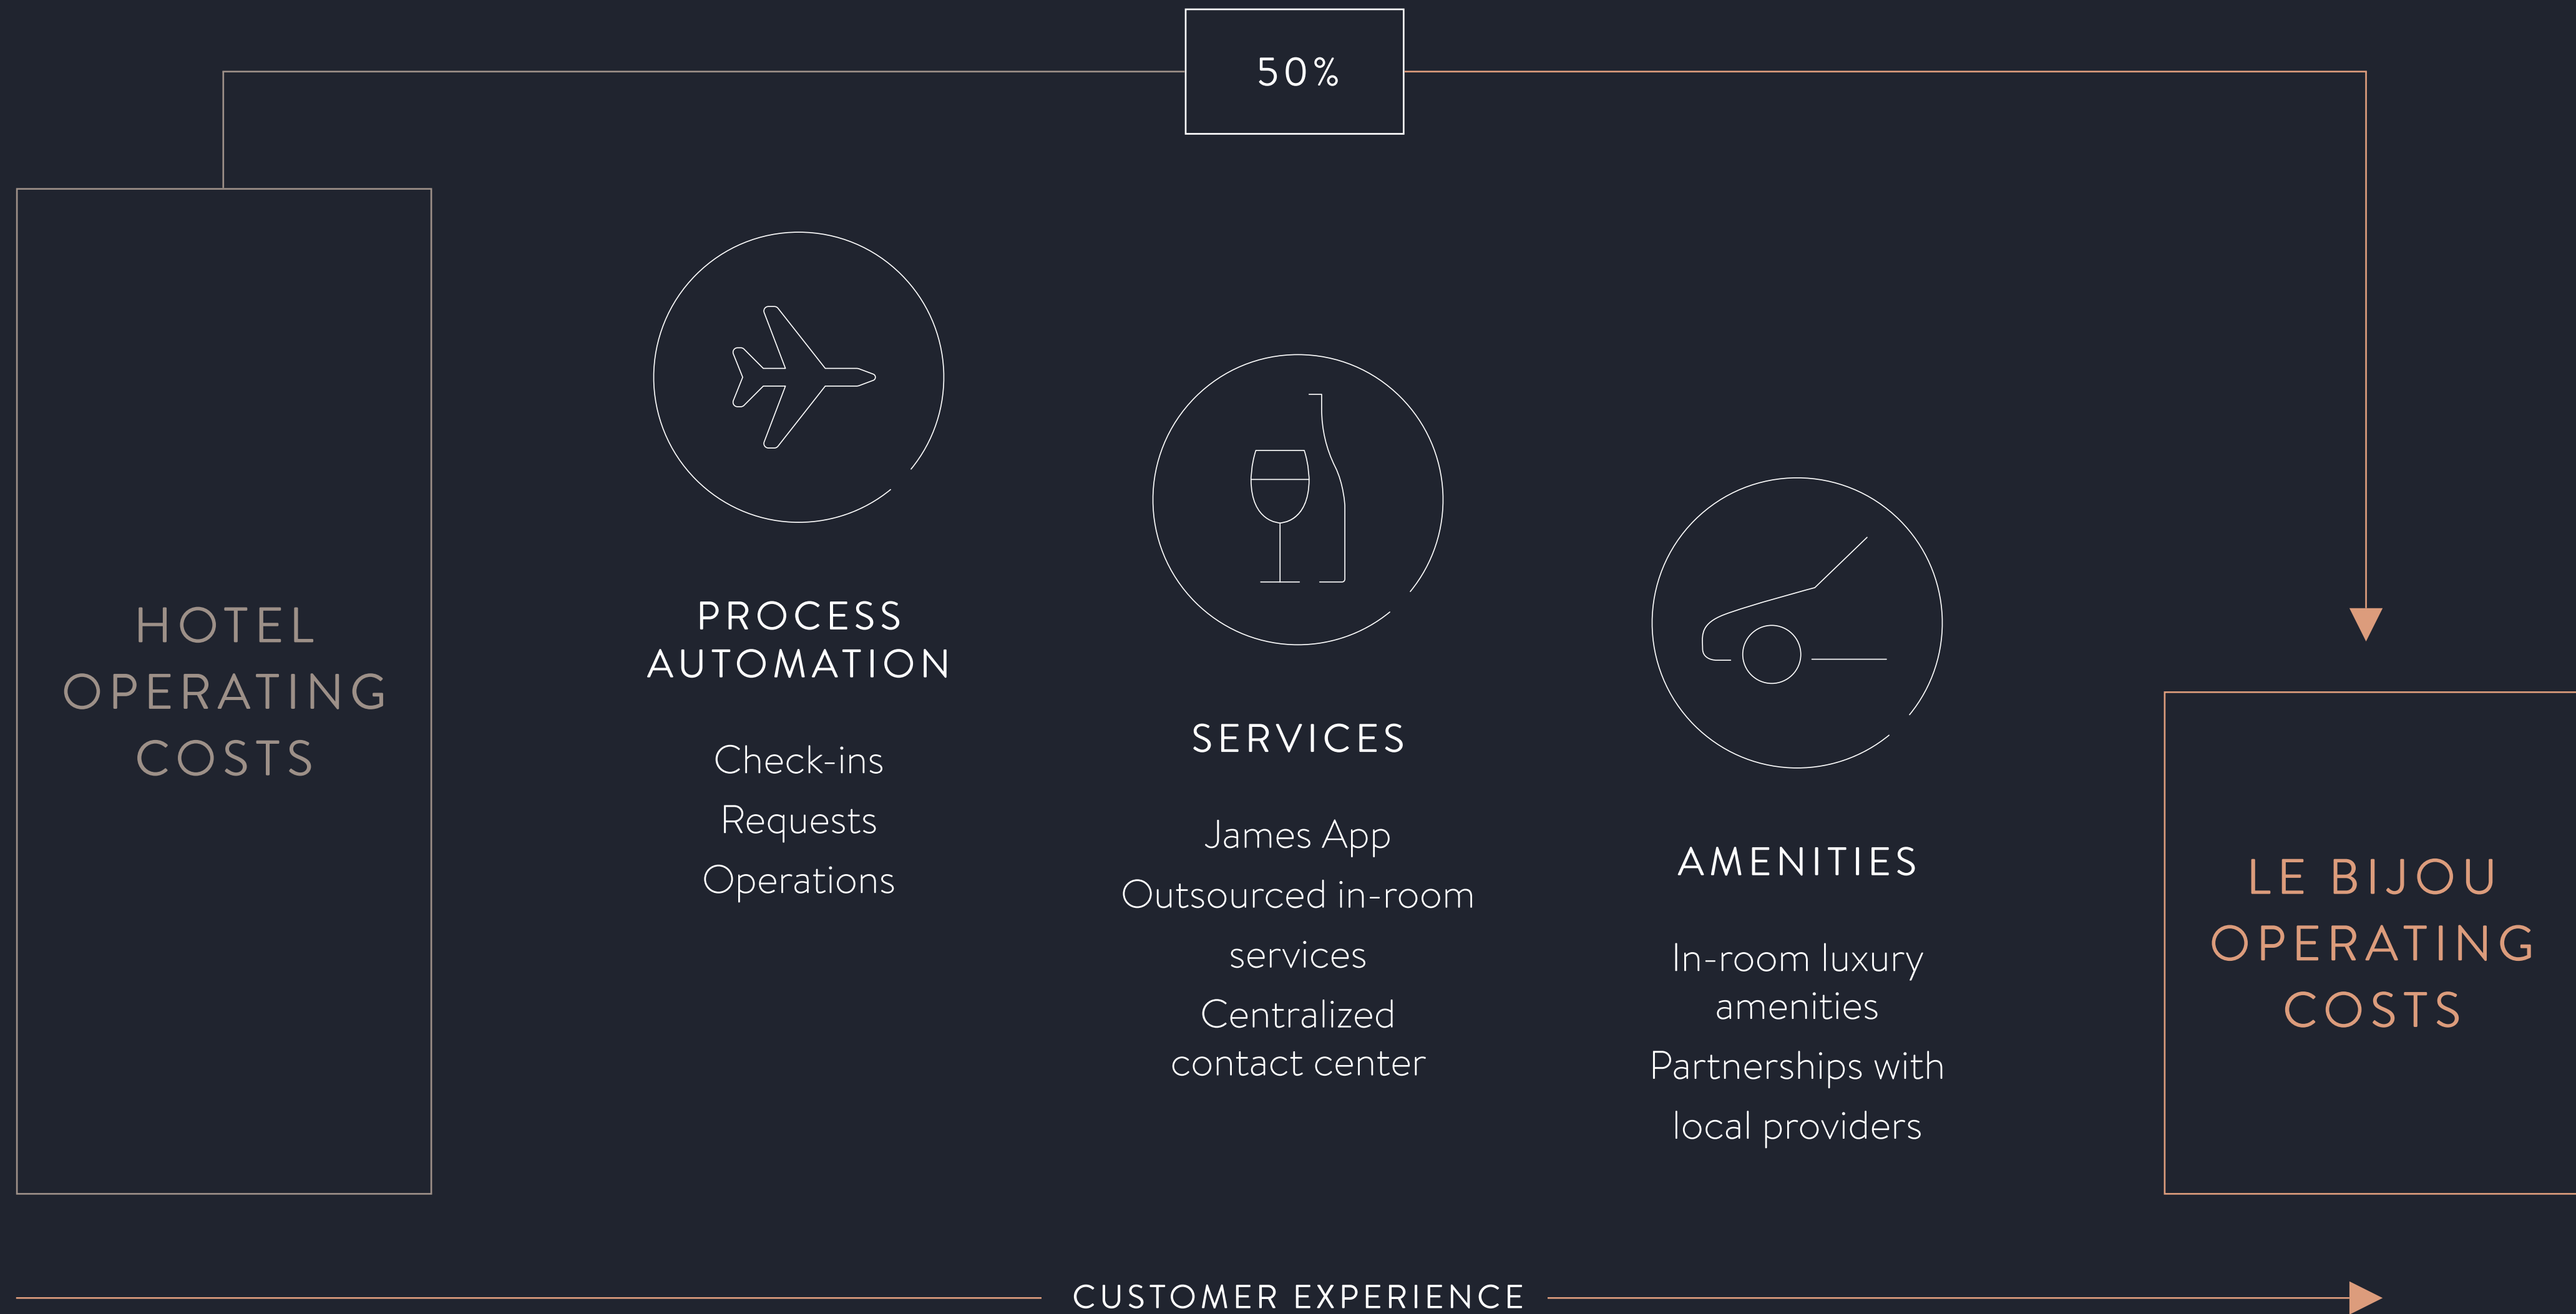 50%
HOTEL
OPERATING
COSTS
PROCESS
AUTOMATION
Check-ins
Requests
Operations
SERVICES
James App
Outsourced in-room
services
Centralized
contact center
AMENITIES
In-room luxury
amenities
Partnerships with
local providers
LE BIJOU
OPERATING
COSTS
CUSTOMER EXPERIENCE